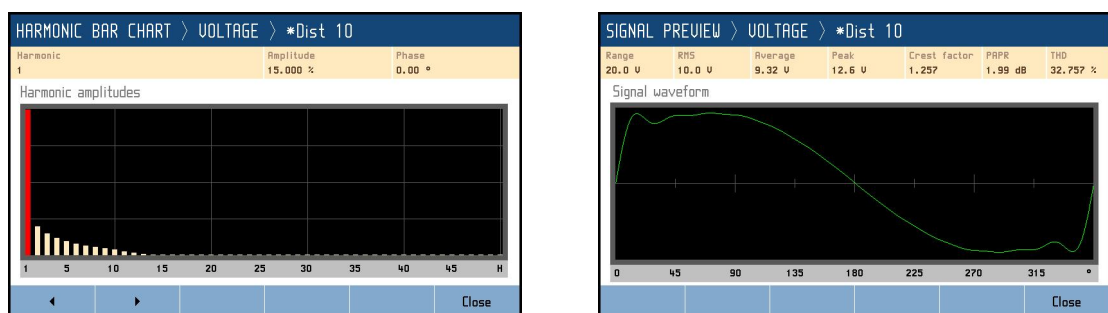 HARMONIC BAR CHART > VOLTAGE > *Dist 10
Harmonic Amplitude Phase
1 15.000 % 0.00 °
Harmonic amplitudes
1 5 10 15 20 25 30 35 40 45 H
Close
SIGNAL PREVIEW > VOLTAGE > *Dist 10
Range RMS Average Peak Crest factor PAPR THD
20.0 V 10.0 V 9.32 V 12.6 V 1.257 1.99 dB 32.757 %
Signal waveform
0 45 90 135 180 225 270 315 °
Close